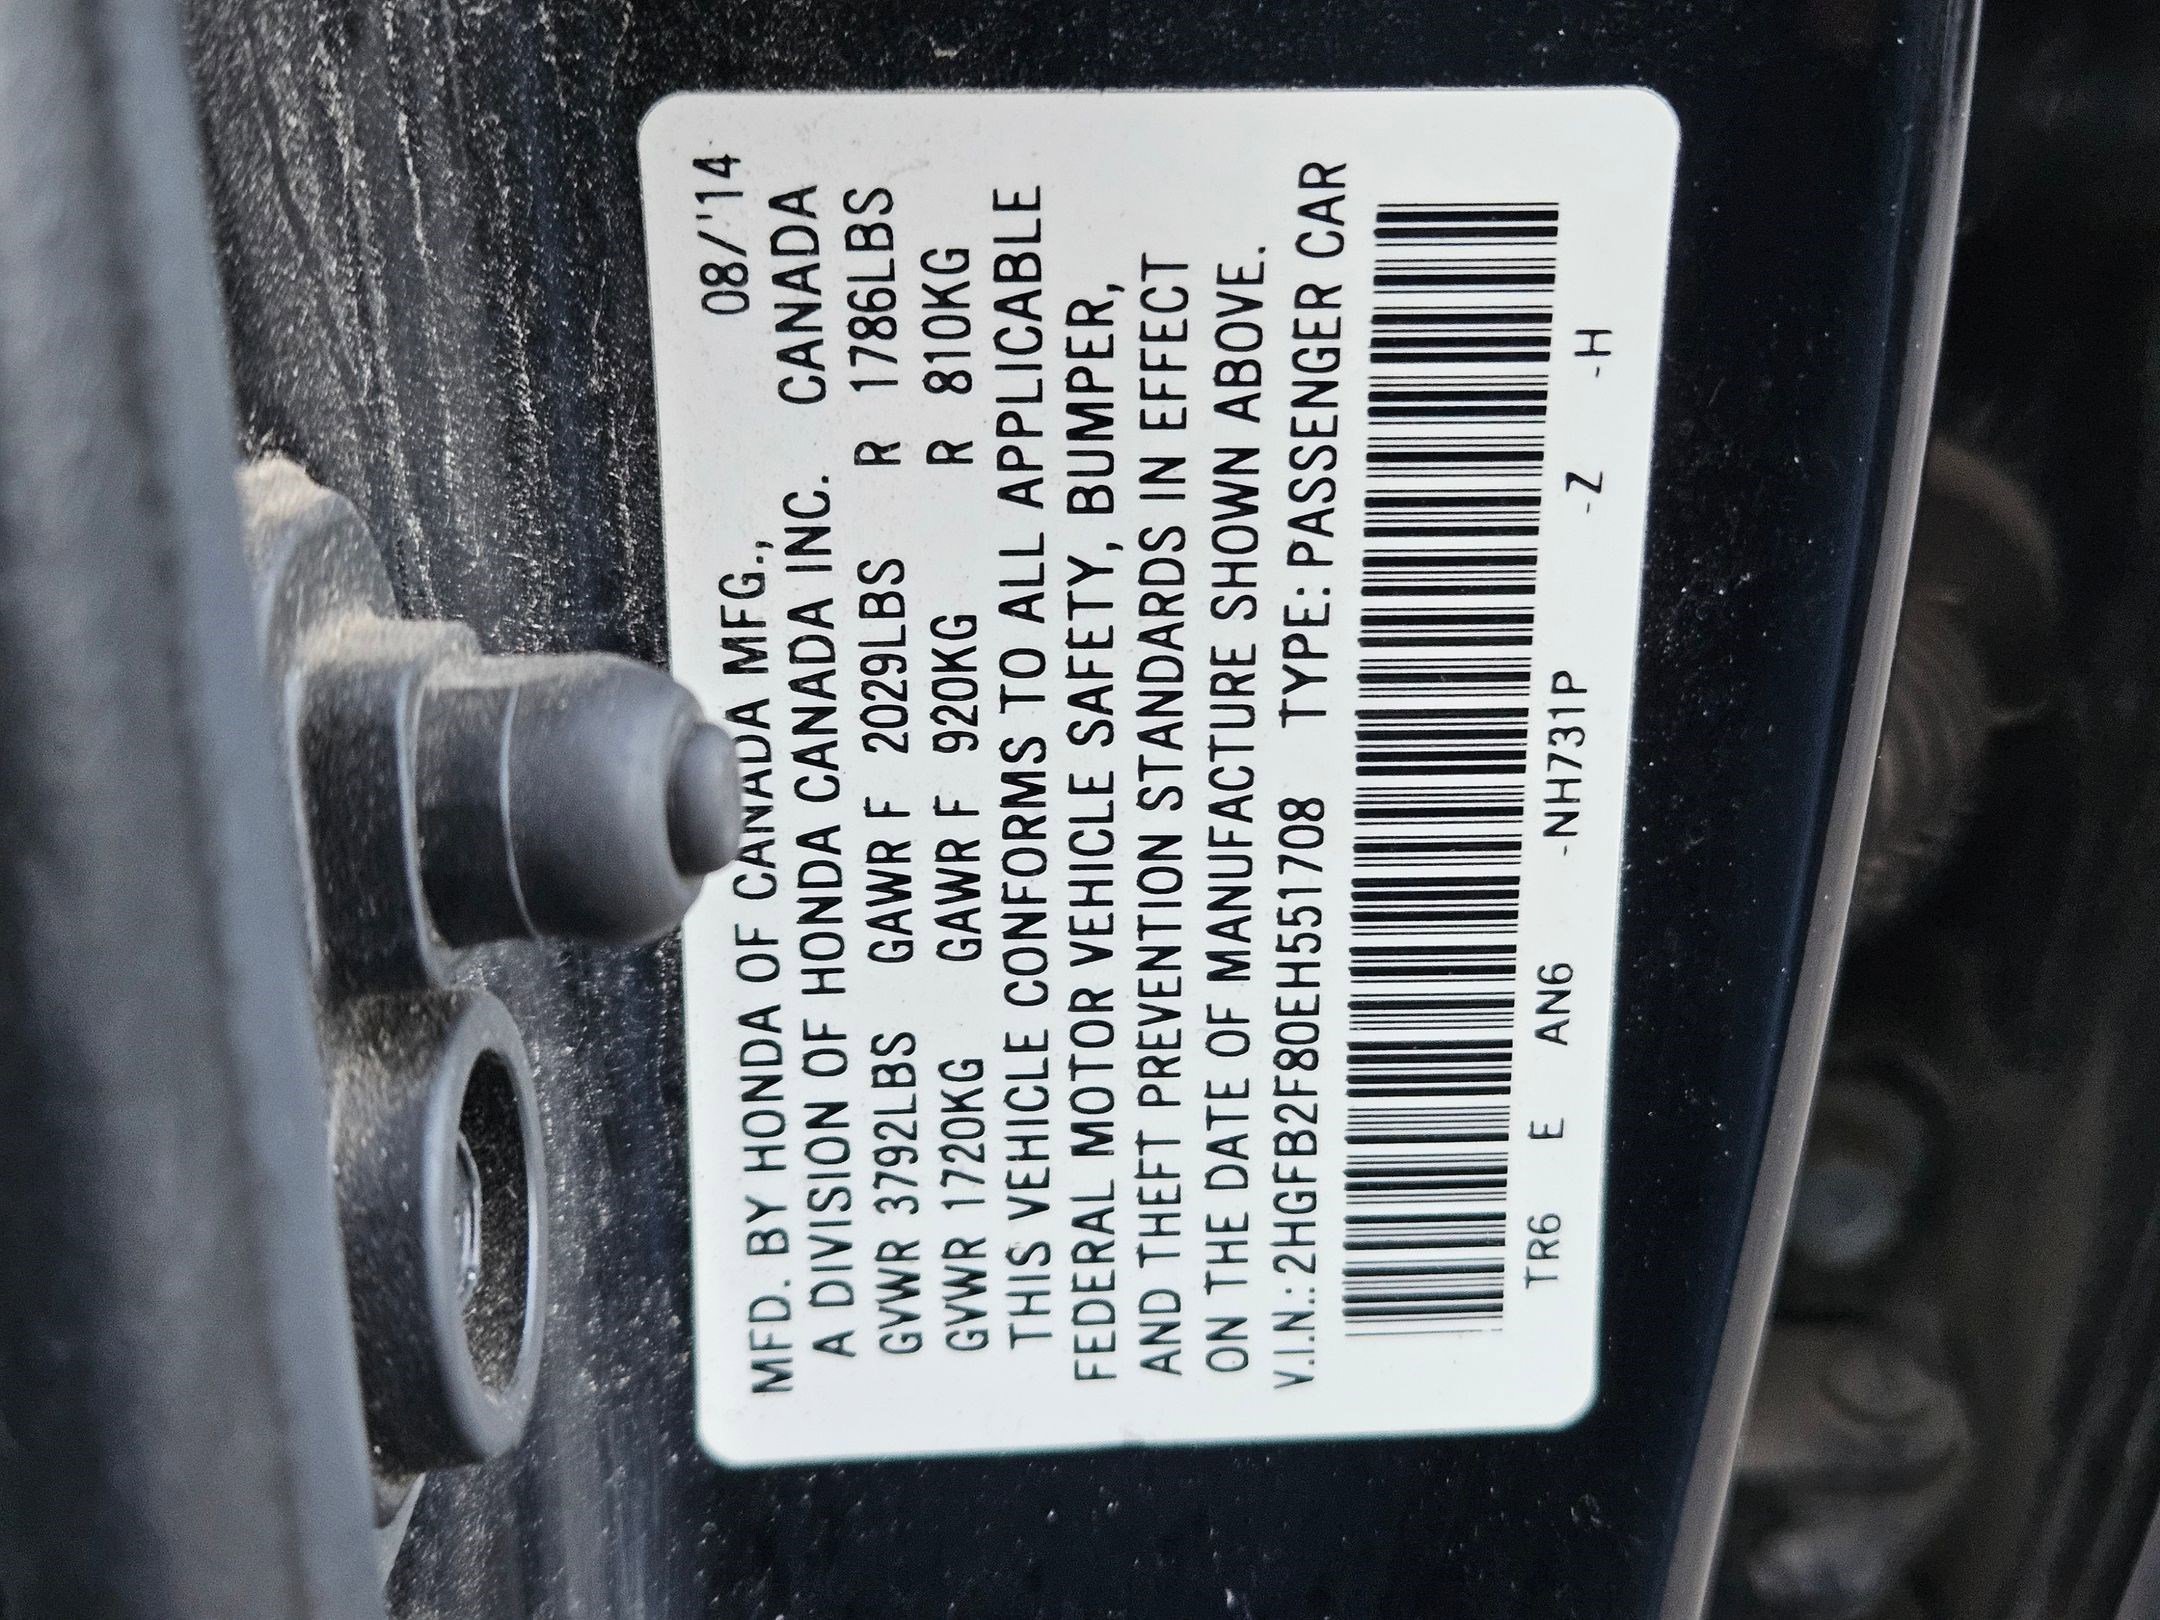 08/'14
MFD. BY HONDA OF CANADA MFG.,
A DIVISION OF HONDA CANADA INC. CANADA
GVWR 3792LBS GAWR F 2029LBS R 1786LBS
GVWR 1720KG GAWR F 920KG R 810KG
THIS VEHICLE CONFORMS TO ALL APPLICABLE
FEDERAL MOTOR VEHICLE SAFETY, BUMPER,
AND THEFT PREVENTION STANDARDS IN EFFECT
ON THE DATE OF MANUFACTURE SHOWN ABOVE.
V.I.N.: 2HGFB2F80EH551708 TYPE: PASSENGER CAR
TR6 E AN6 -NH731P -Z -H